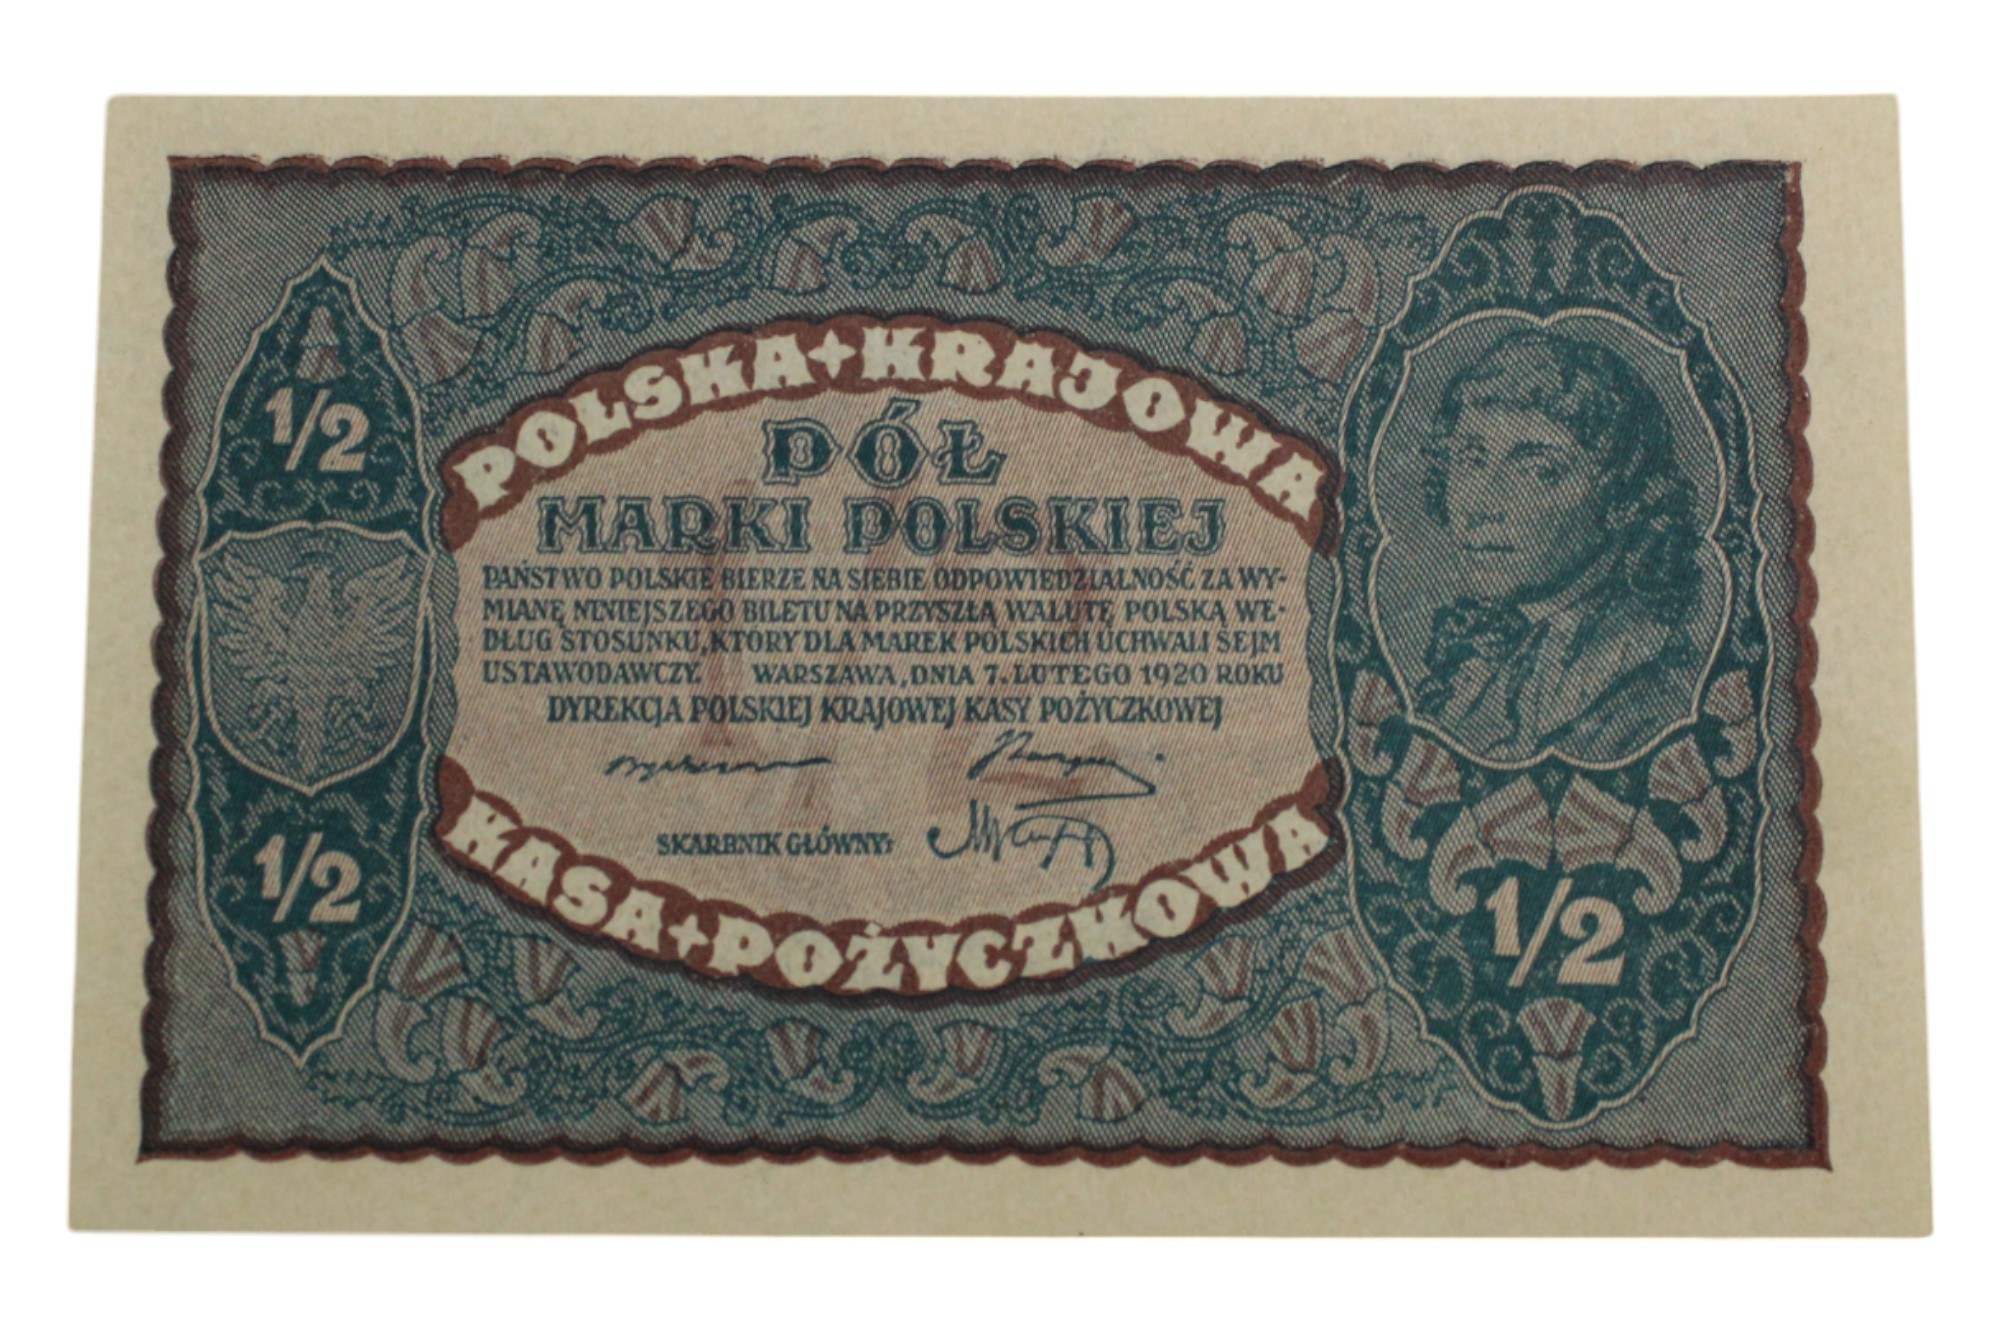 POLSKA + KRAJOWA
1/2
PÓŁ
MARKI POLSKIEJ
PAŃSTWO POLSKIE BIERZE NA SIEBIE ODPOWIEDZIALNOŚĆ ZA WY-
MIANĘ NINIEJSZEGO BILETU NA PRZYSZŁĄ WALUTĘ POLSKĄ WE-
DŁUG STOSUNKU, KTÓRY DLA MAREK POLSKICH UCHWALI SEJM
USTAWODAWCZY. WARSZAWA, DNIA 7. LUTEGO 1920 ROKU
DYREKCJA POLSKIEJ KRAJOWEJ KASY POŻYCZKOWEJ
SKARBNIK GŁÓWNY:
1/2
1/2
KASA + POŻYCZKOWA